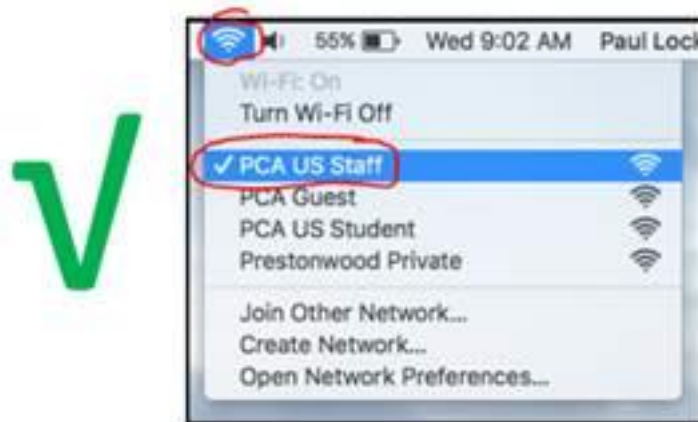 55% Wed 9:02 AM Paul Lock
Wi-Fi: On
Turn Wi-Fi Off
✓ PCA US Staff
PCA Guest
PCA US Student
Prestonwood Private
Join Other Network...
Create Network...
Open Network Preferences...